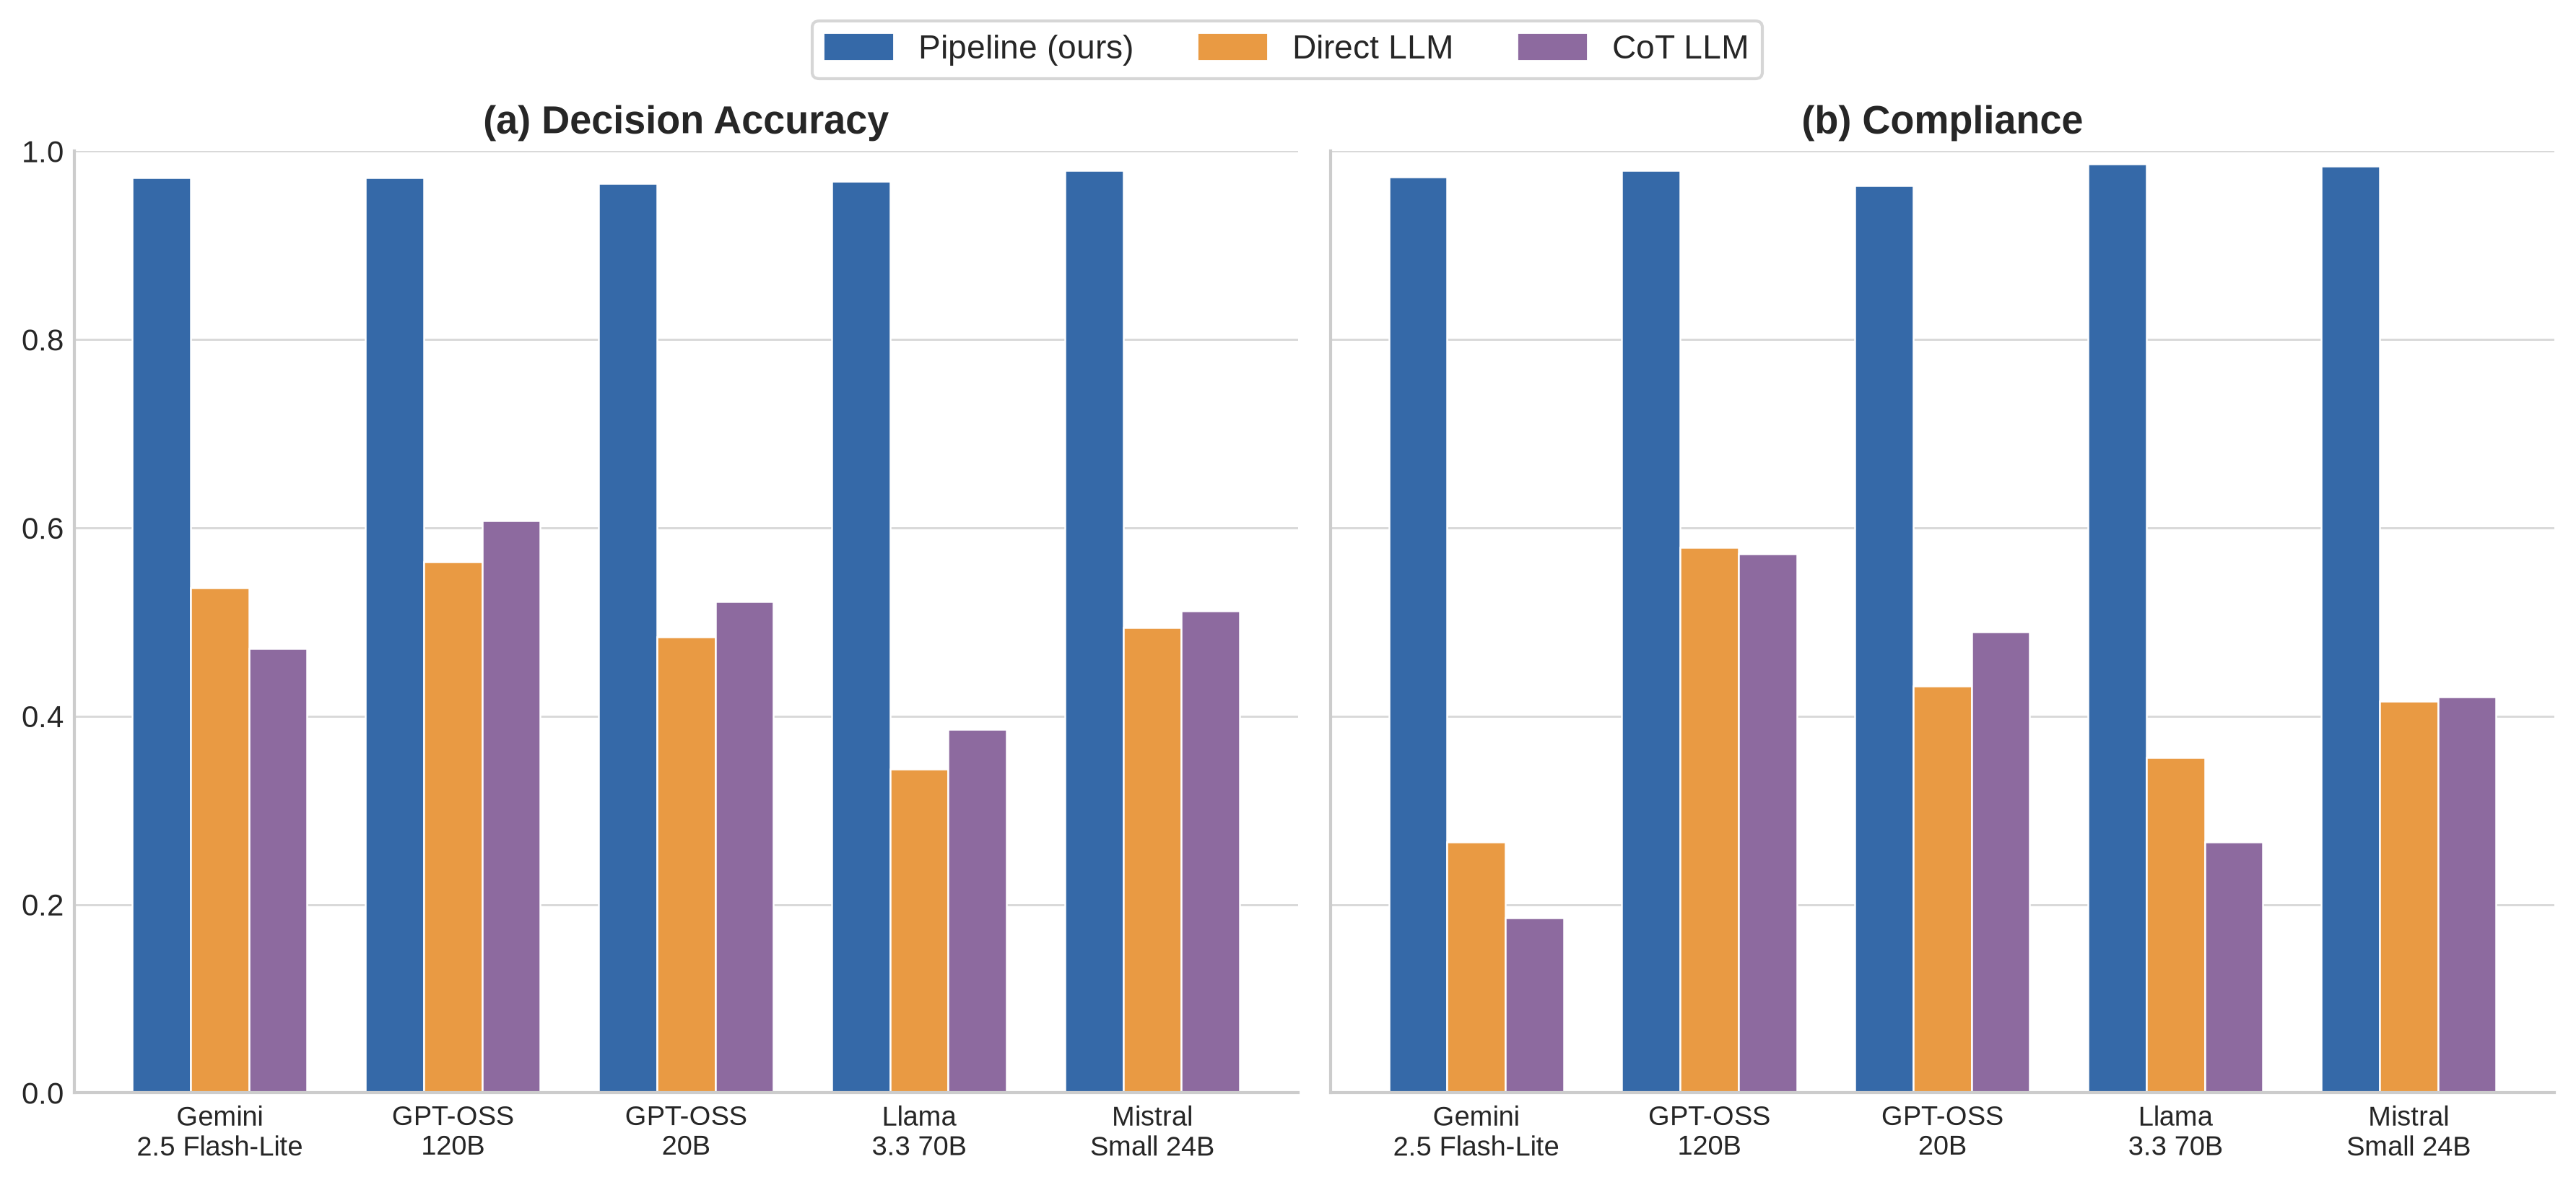 Pipeline (ours) Direct LLM CoT LLM
(a) Decision Accuracy
1.0
0.8
0.6
0.4
0.2
0.0
Gemini
2.5 Flash-Lite
GPT-OSS
120B
GPT-OSS
20B
Llama
3.3 70B
Mistral
Small 24B
(b) Compliance
Gemini
2.5 Flash-Lite
GPT-OSS
120B
GPT-OSS
20B
Llama
3.3 70B
Mistral
Small 24B